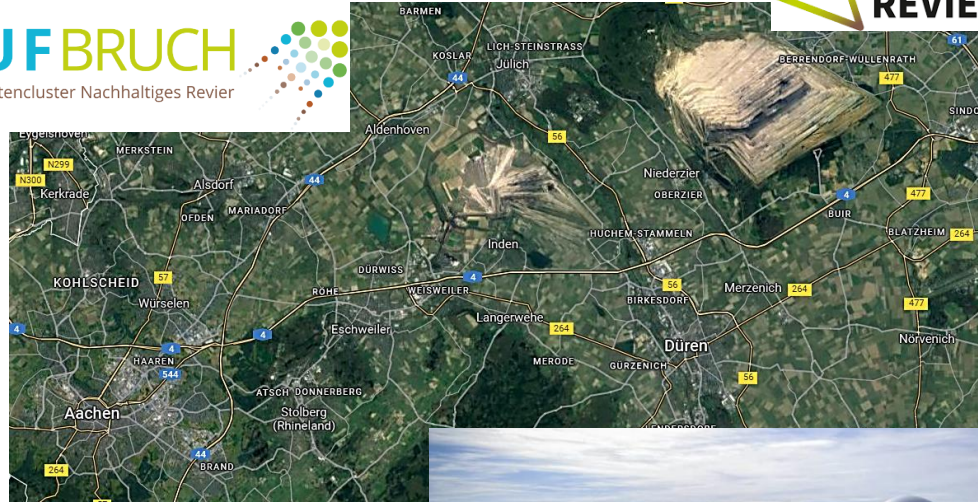 UFBRUCH
tencluster Nachhaltiges Revier
REVIE
BARMEN
KOSLAR
LICH-STEINSTRASS
Jülich
44
61
BERRENDORF-WÜLLENRATH
477
SINDO
Aldenhoven
56
Eygelshoven
MERKSTEIN
N299
N300
Kerkrade
Alsdorf
44
Niederzier
OBERZIER
4
477
OFDEN
MARIADORF
BUIR
BLATZHEIM
264
HUCHEM-STAMMELN
Inden
KOHLSCHEID
57
DÜRWISS
4
RÖHE
WEISWEILER
56
BIRKESDORF
Merzenich
264
Würselen
477
Eschweiler
Langerwehe
264
4
4
4
HAAREN
544
MERODE
GÜRZENICH
Düren
Nörvenich
56
ATSCH
DONNERBERG
Aachen
Stolberg
(Rhineland)
LENDERSDORF
44
BRAND
264